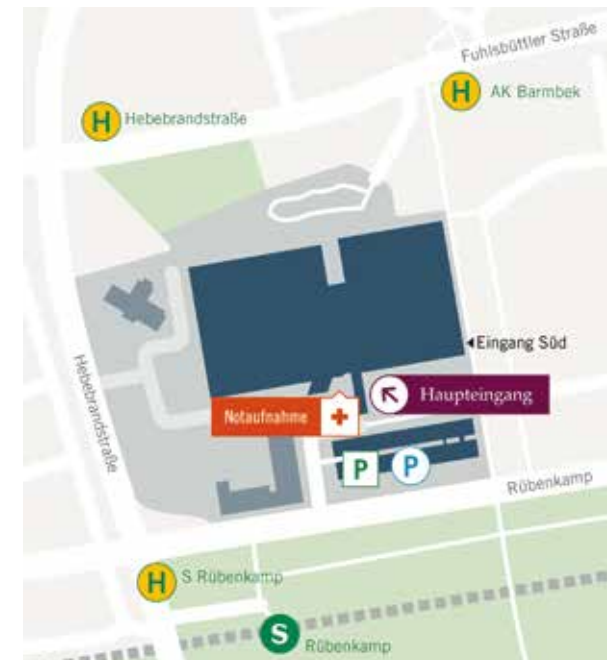 Fuhlsbüttler Straße
H AK Barmbek
H Hebebrandstraße
Eingang Süd
Hebebrandstraße
Haupteingang
Notaufnahme
P P
Rübenkamp
H S Rübenkamp
S Rübenkamp